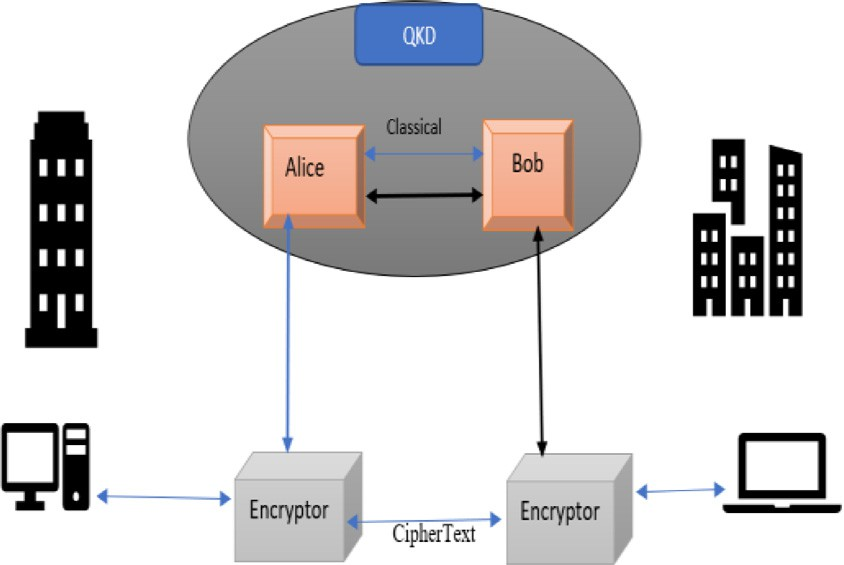 QKD
Classical
Alice
Bob
Encryptor
Encryptor
CipherText